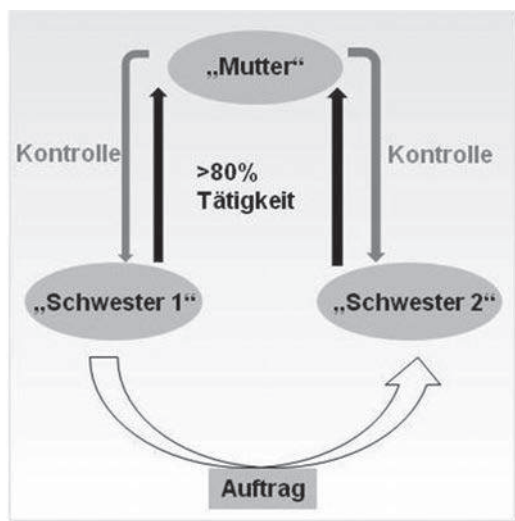 „Mutter“
Kontrolle
Kontrolle
>80%
Tätigkeit
„Schwester 1“
„Schwester 2“
Auftrag